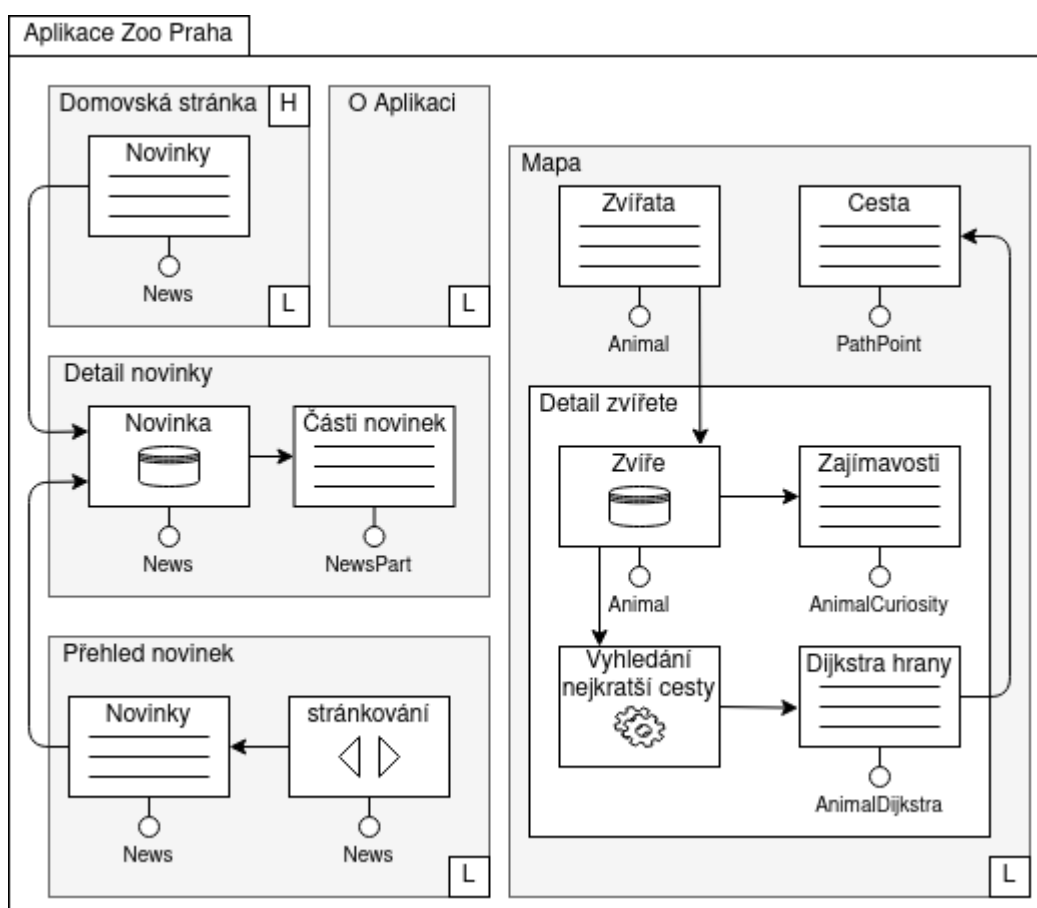 Aplikace Zoo Praha
Domovská stránka
H
Novinky
News
L
O Aplikaci
L
Detail novinky
Novinka
News
Části novinek
NewsPart
Přehled novinek
Novinky
News
stránkování
News
L
Mapa
Zvířata
Animal
Cesta
PathPoint
Detail zvířete
Zvíře
Animal
Zajímavosti
AnimalCuriosity
Vyhledání
nejkratší cesty
Dijkstra hrany
AnimalDijkstra
L